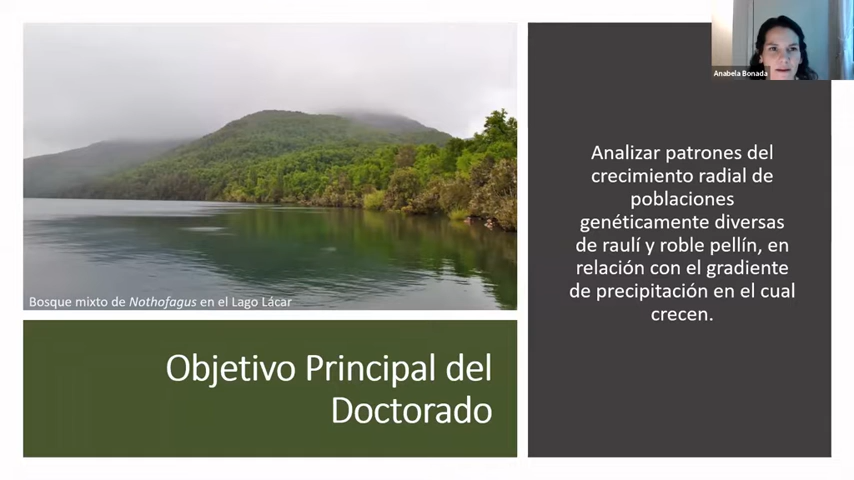 Anabela Bonada
Bosque mixto de Nothofagus en el Lago Lácar
Objetivo Principal del
Doctorado
Analizar patrones del
crecimiento radial de
poblaciones
genéticamente diversas
de raulí y roble pellín, en
relación con el gradiente
de precipitación en el cual
crecen.